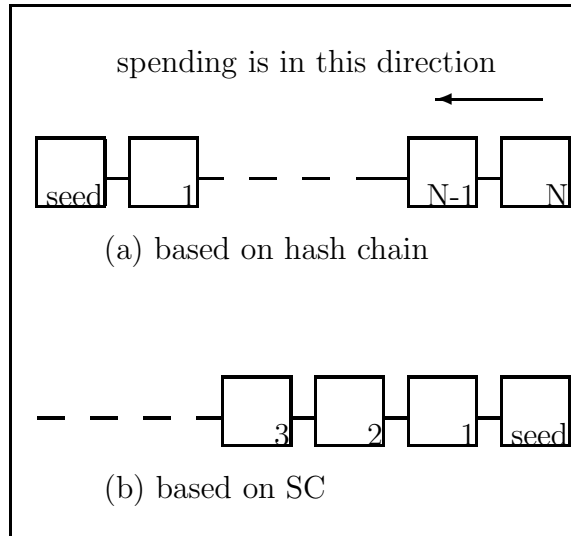 spending is in this direction
seed 1 N-1 N
(a) based on hash chain
3 2 1 seed
(b) based on SC